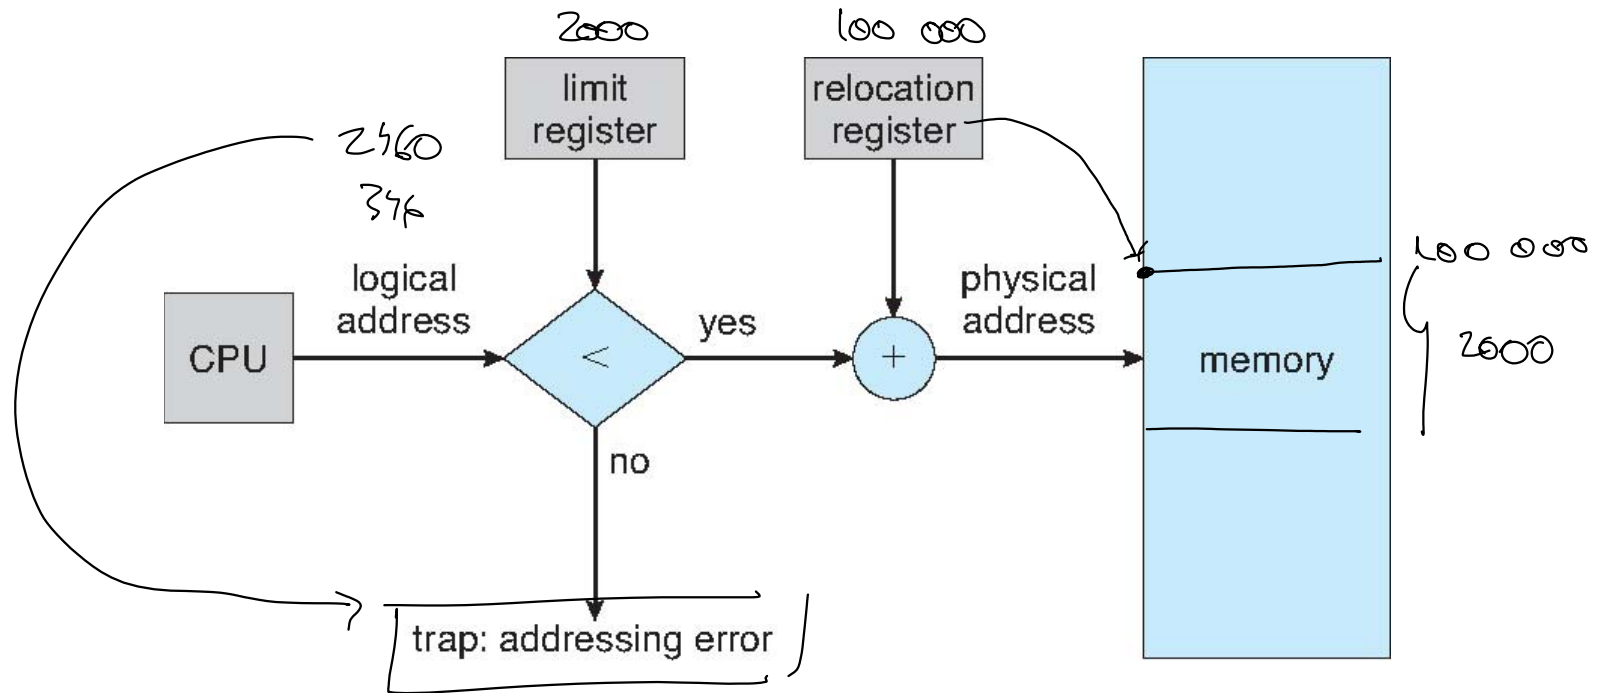 2000
100 000
limit
register
relocation
register
2460
346
logical
address
CPU
<
yes
+
physical
address
memory
100 000
2000
no
trap: addressing error